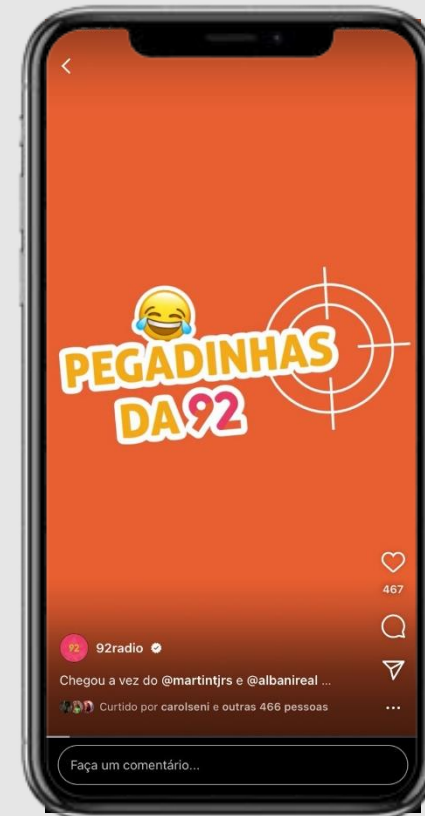 PEGADINHAS
DA 92
467
92 92radio
Chegou a vez do @martintjrs e @albanireal ...
Curtido por carolseni e outras 466 pessoas
Faça um comentário...